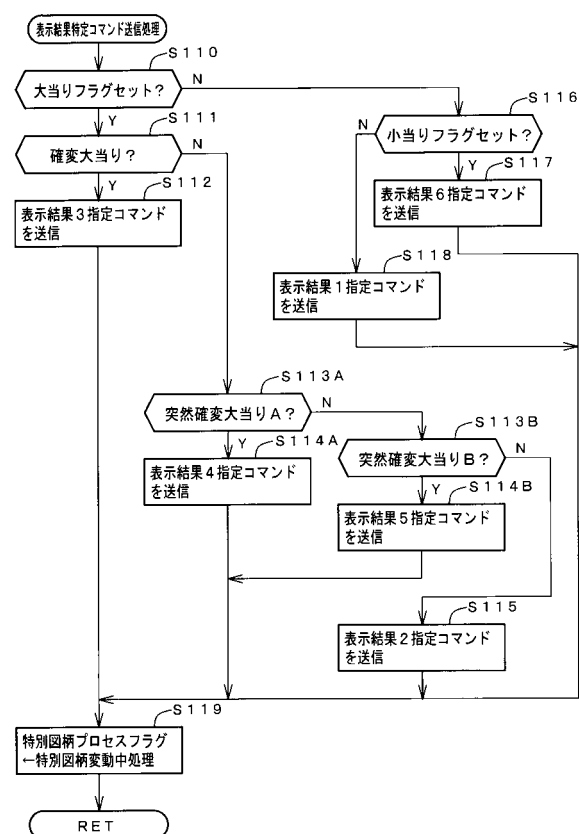 表示結果特定コマンド送信処理
S110
大当りフラグセット?
N
Y
S111
確変大当り?
N
Y
S112
表示結果3指定コマンド
を送信
S116
小当りフラグセット?
N
Y
S117
表示結果6指定コマンド
を送信
S118
表示結果1指定コマンド
を送信
S113A
突然確変大当りA?
N
Y
S114A
表示結果4指定コマンド
を送信
S113B
突然確変大当りB?
N
Y
S114B
表示結果5指定コマンド
を送信
S115
表示結果2指定コマンド
を送信
S119
特別図柄プロセスフラグ
←特別図柄変動中処理
RET